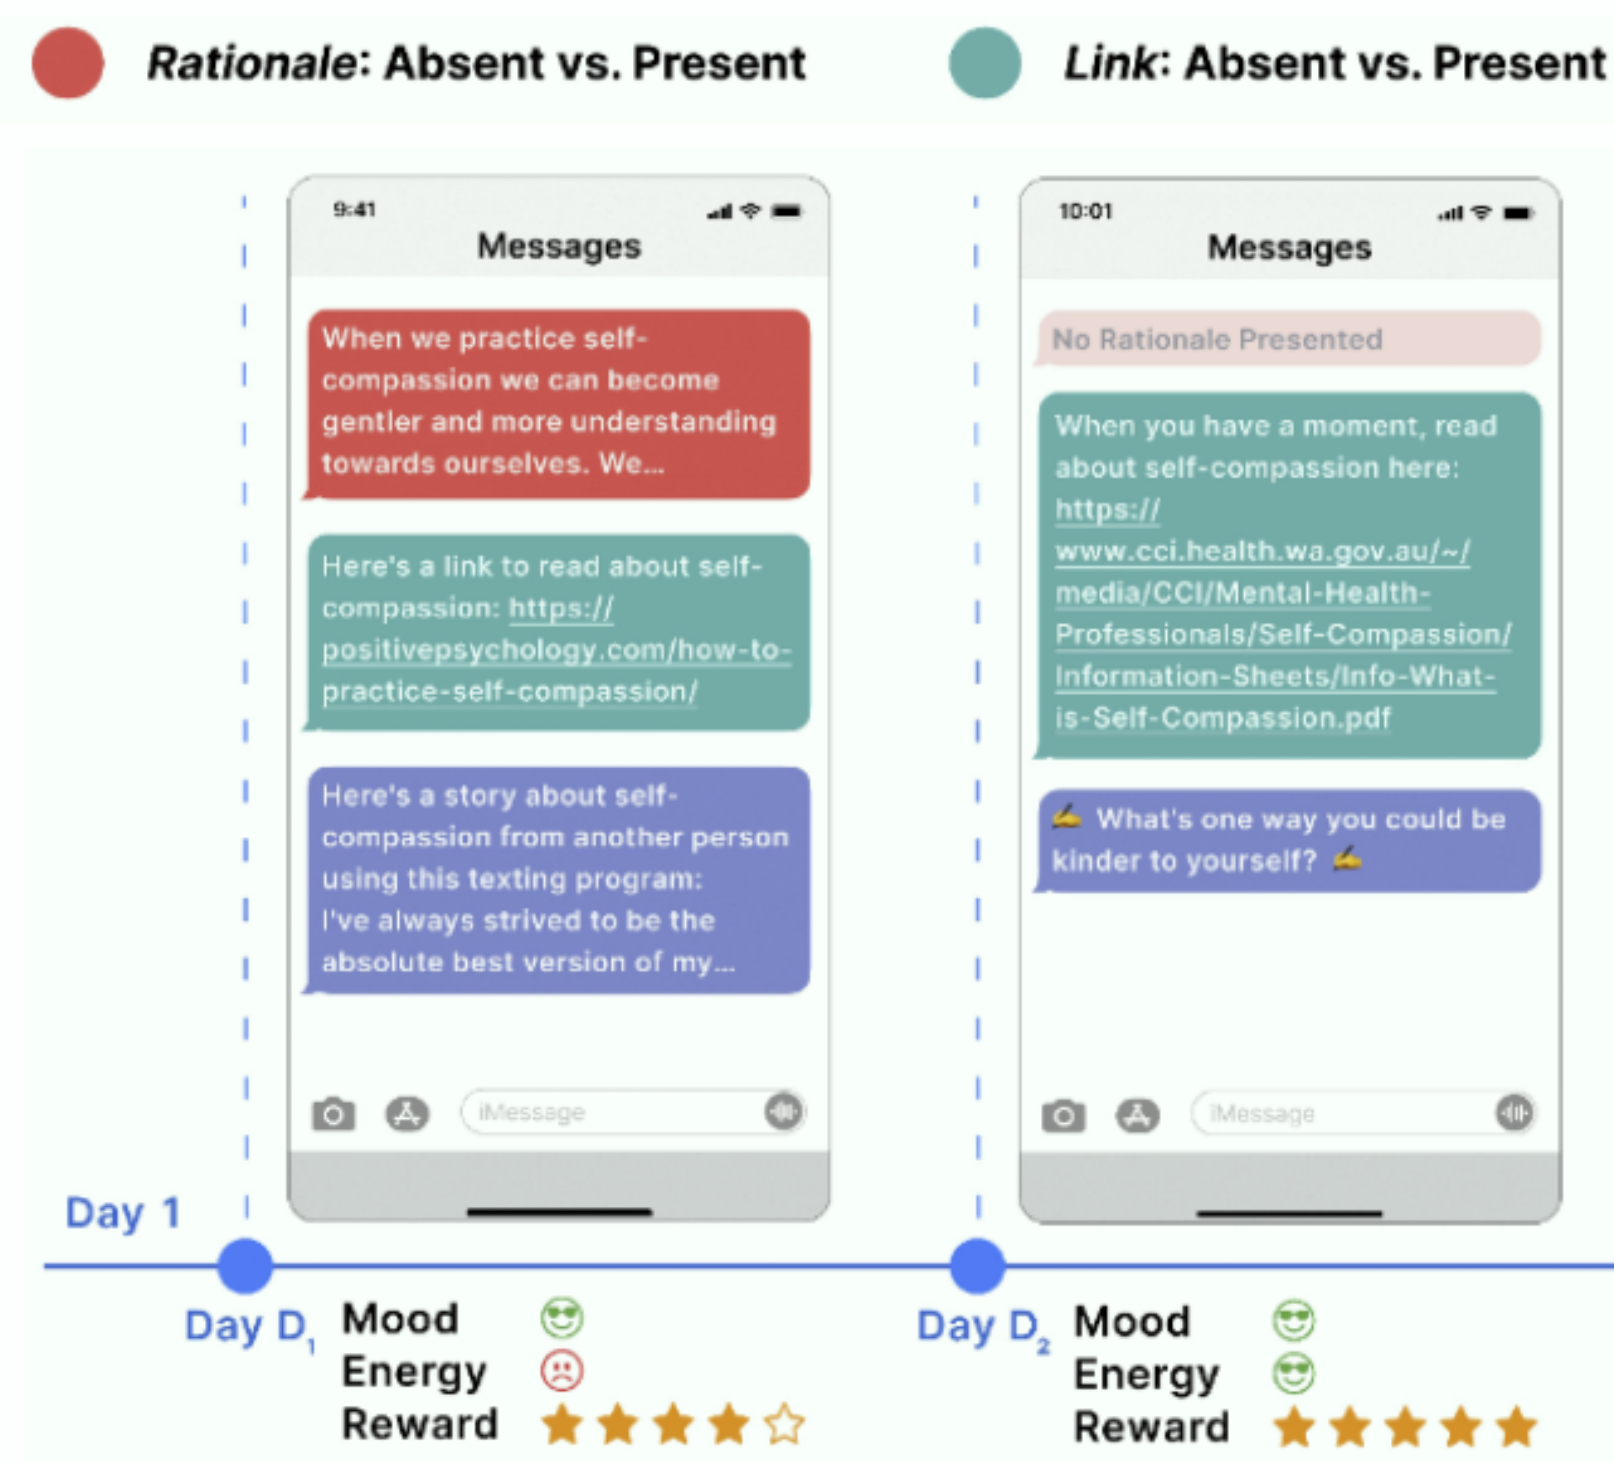 Rationale: Absent vs. Present
Link: Absent vs. Present
9:41
Messages
When we practice self-
compassion we can become
gentler and more understanding
towards ourselves. We...
Here's a link to read about self-
compassion: https://
positivepsychology.com/how-to-
practice-self-compassion/
Here's a story about self-
compassion from another person
using this texting program:
I've always strived to be the
absolute best version of my...
iMessage
10:01
Messages
No Rationale Presented
When you have a moment, read
about self-compassion here:
https://
www.cci.health.wa.gov.au/~/
media/CCI/Mental-Health-
Professionals/Self-Compassion/
Information-Sheets/Info-What-
is-Self-Compassion.pdf
✍️ What's one way you could be
kinder to yourself? ✍️
iMessage
Day 1
Day D₁
Mood
Energy
Reward
Day D₂
Mood
Energy
Reward